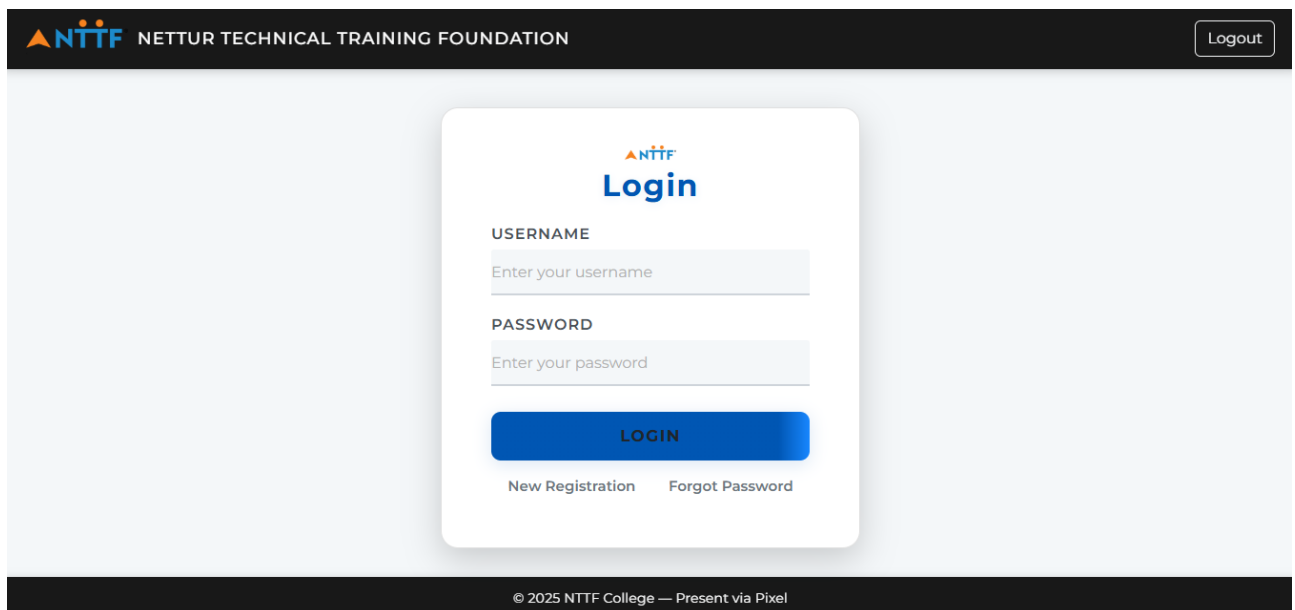 NTTF NETTUR TECHNICAL TRAINING FOUNDATION Logout
NTTF
Login
USERNAME
Enter your username
PASSWORD
Enter your password
LOGIN
New Registration Forgot Password
© 2025 NTTF College — Present via Pixel